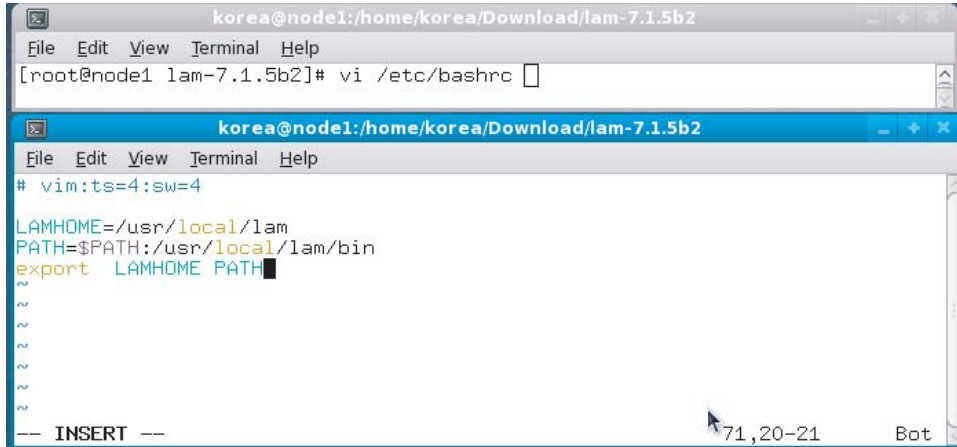 korea@node1:/home/korea/Download/lam-7.1.5b2
File Edit View Terminal Help
[root@node1 lam-7.1.5b2]# vi /etc/bashrc
korea@node1:/home/korea/Download/lam-7.1.5b2
File Edit View Terminal Help
# vim:ts=4:sw=4
LAMHOME=/usr/local/lam
PATH=$PATH:/usr/local/lam/bin
export  LAMHOME PATH
~
~
~
~
~
~
~
-- INSERT -- 71,20-21 Bot